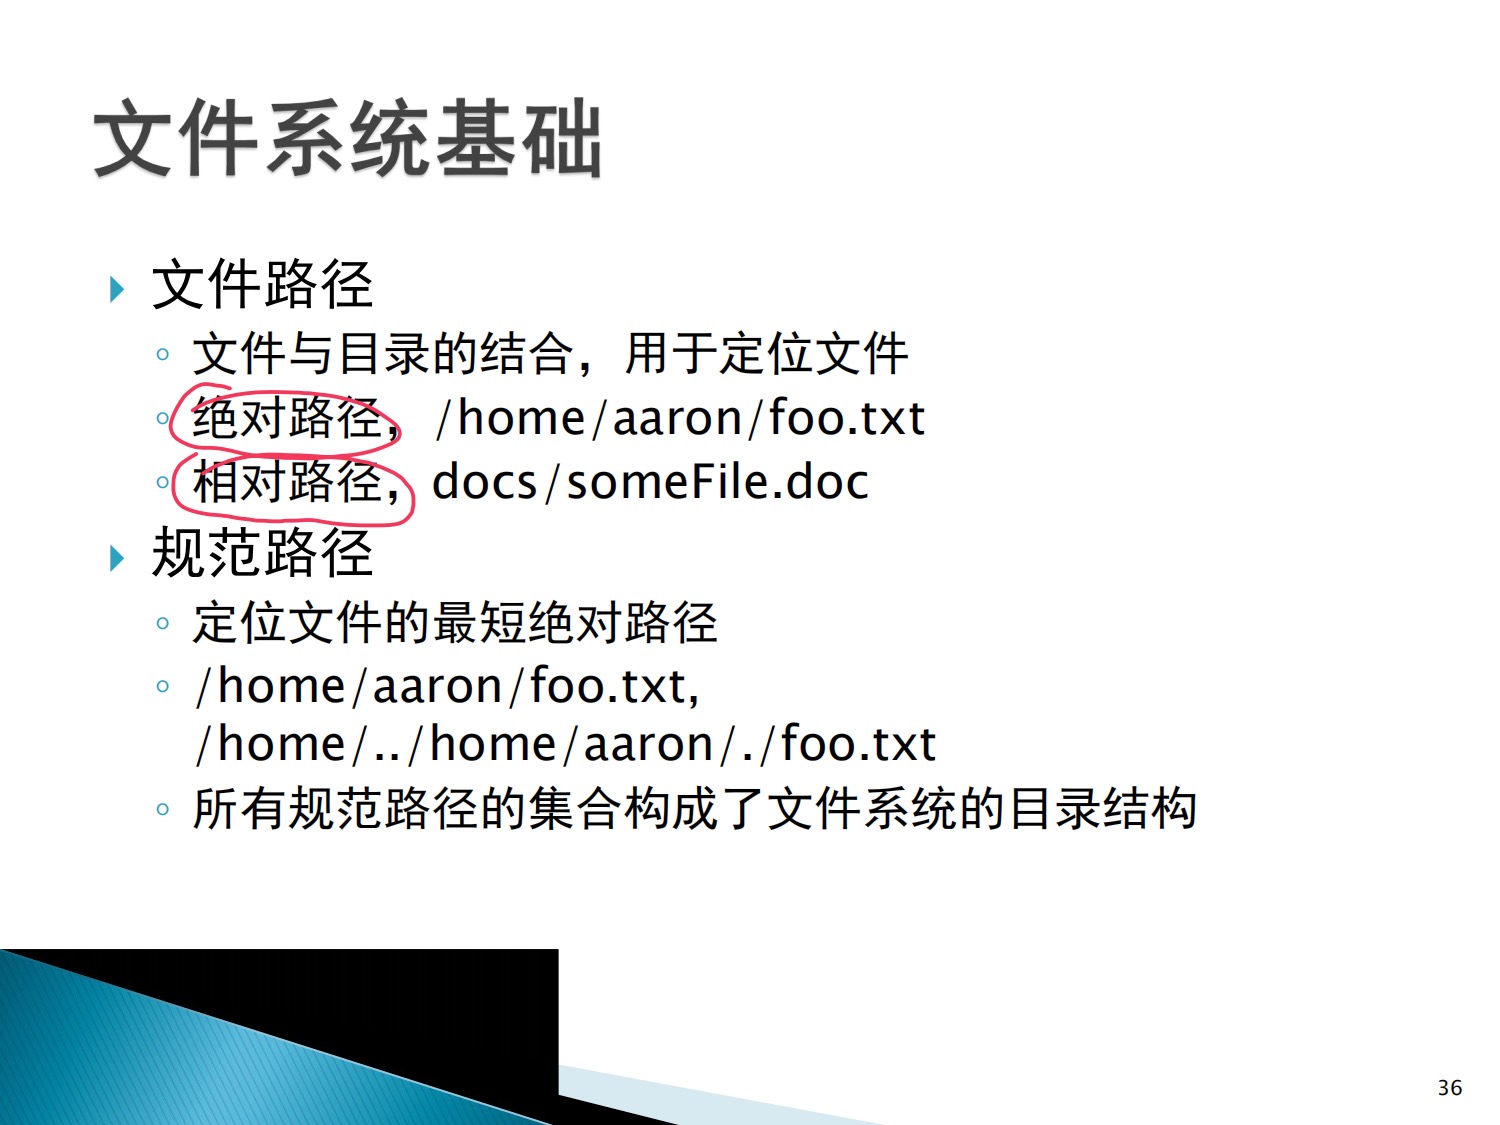 文件系统基础
文件路径
文件与目录的结合，用于定位文件
绝对路径， /home/aaron/foo.txt
相对路径，docs/someFile.doc
规范路径
定位文件的最短绝对路径
/home/aaron/foo.txt,
/home/../home/aaron/./foo.txt
所有规范路径的集合构成了文件系统的目录结构
36